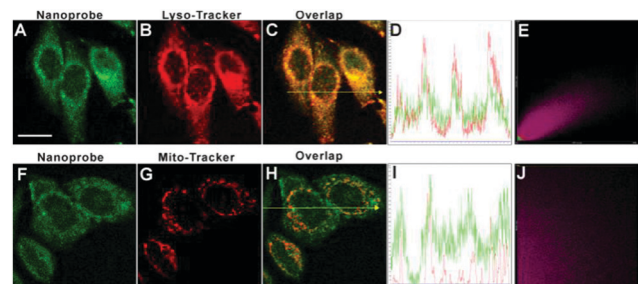 Nanoprobe Lyso-Tracker Overlap
A B C D E
Nanoprobe Mito-Tracker Overlap
F G H I J